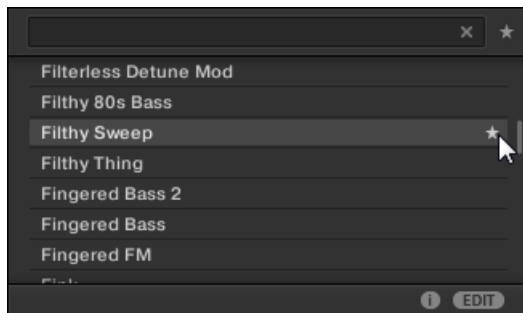 Filterless Detune Mod
Filthy 80s Bass
Filthy Sweep
Filthy Thing
Fingered Bass 2
Fingered Bass
Fingered FM
i EDIT